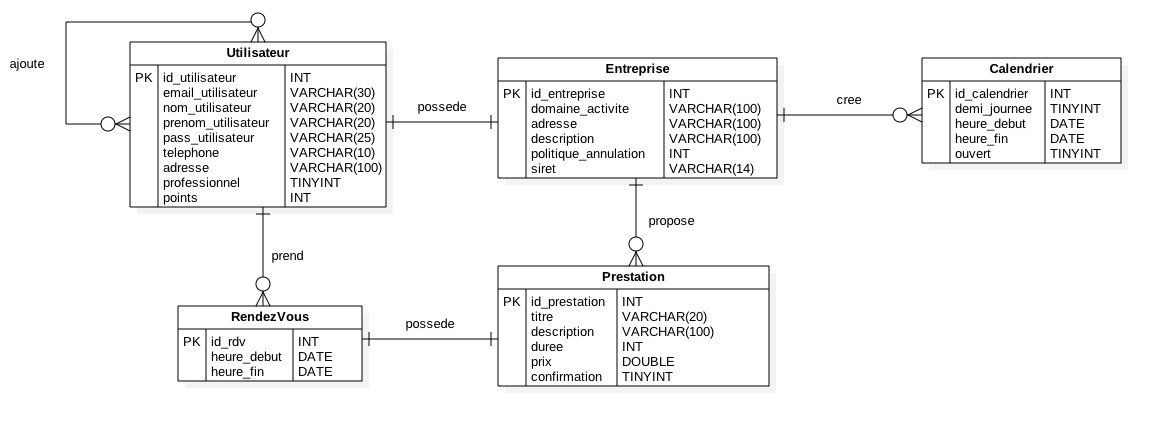 ajoute
Utilisateur
PK id_utilisateur INT
email_utilisateur VARCHAR(30)
nom_utilisateur VARCHAR(20)
prenom_utilisateur VARCHAR(20)
pass_utilisateur VARCHAR(25)
telephone VARCHAR(10)
adresse VARCHAR(100)
professionnel TINYINT
points INT
possede
Entreprise
PK id_entreprise INT
domaine_activite VARCHAR(100)
adresse VARCHAR(100)
description VARCHAR(100)
politique_annulation INT
siret VARCHAR(14)
cree
Calendrier
PK id_calendrier INT
demi_journee TINYINT
heure_debut DATE
heure_fin DATE
ouvert TINYINT
prend
propose
RendezVous
PK id_rdv INT
heure_debut DATE
heure_fin DATE
possede
Prestation
PK id_prestation INT
titre VARCHAR(20)
description VARCHAR(100)
duree INT
prix DOUBLE
confirmation TINYINT